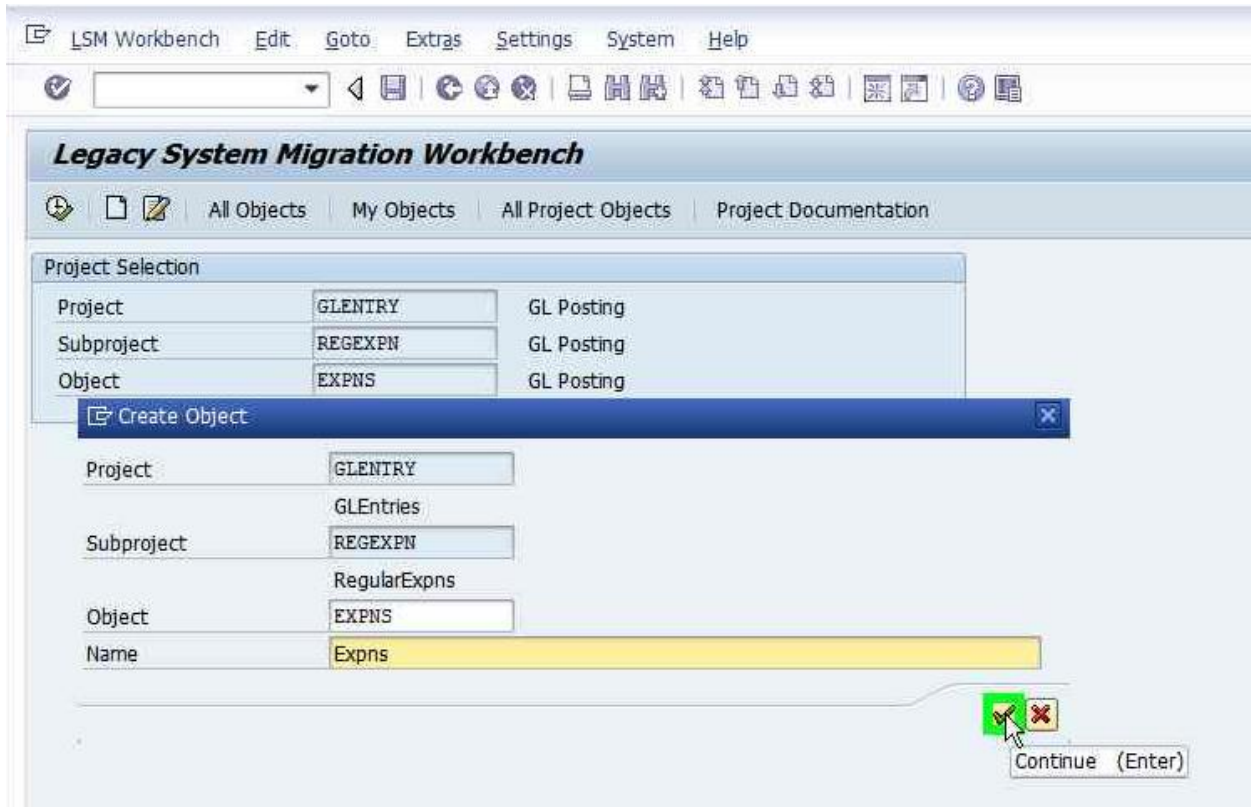 LSM Workbench Edit Goto Extras Settings System Help
Legacy System Migration Workbench
All Objects My Objects All Project Objects Project Documentation
Project Selection
Project GLENTRY GL Posting
Subproject REGEXPN GL Posting
Object EXPNS GL Posting
Create Object
Project GLENTRY
GLEntries
Subproject REGEXPN
RegularExpns
Object EXPNS
Name Expns
Continue (Enter)